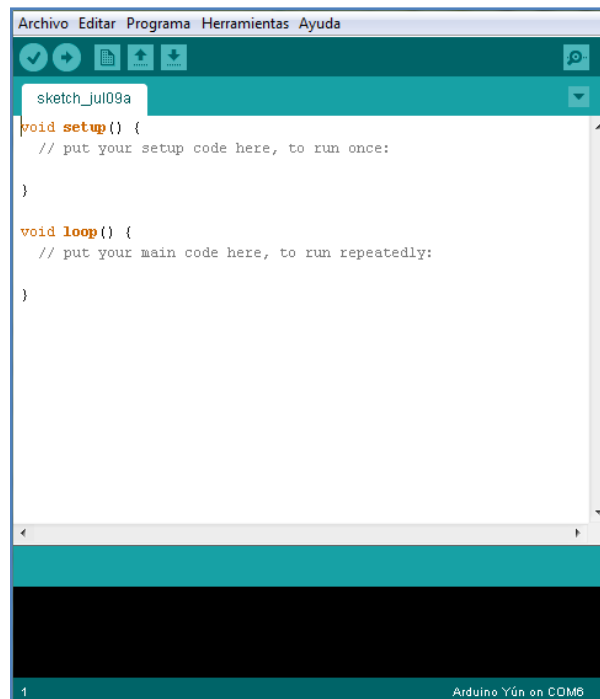 Archivo Editar Programa Herramientas Ayuda
sketch_jul09a
void setup() {
  // put your setup code here, to run once:
}
void loop() {
  // put your main code here, to run repeatedly:
}
1
Arduino Yún on COM6